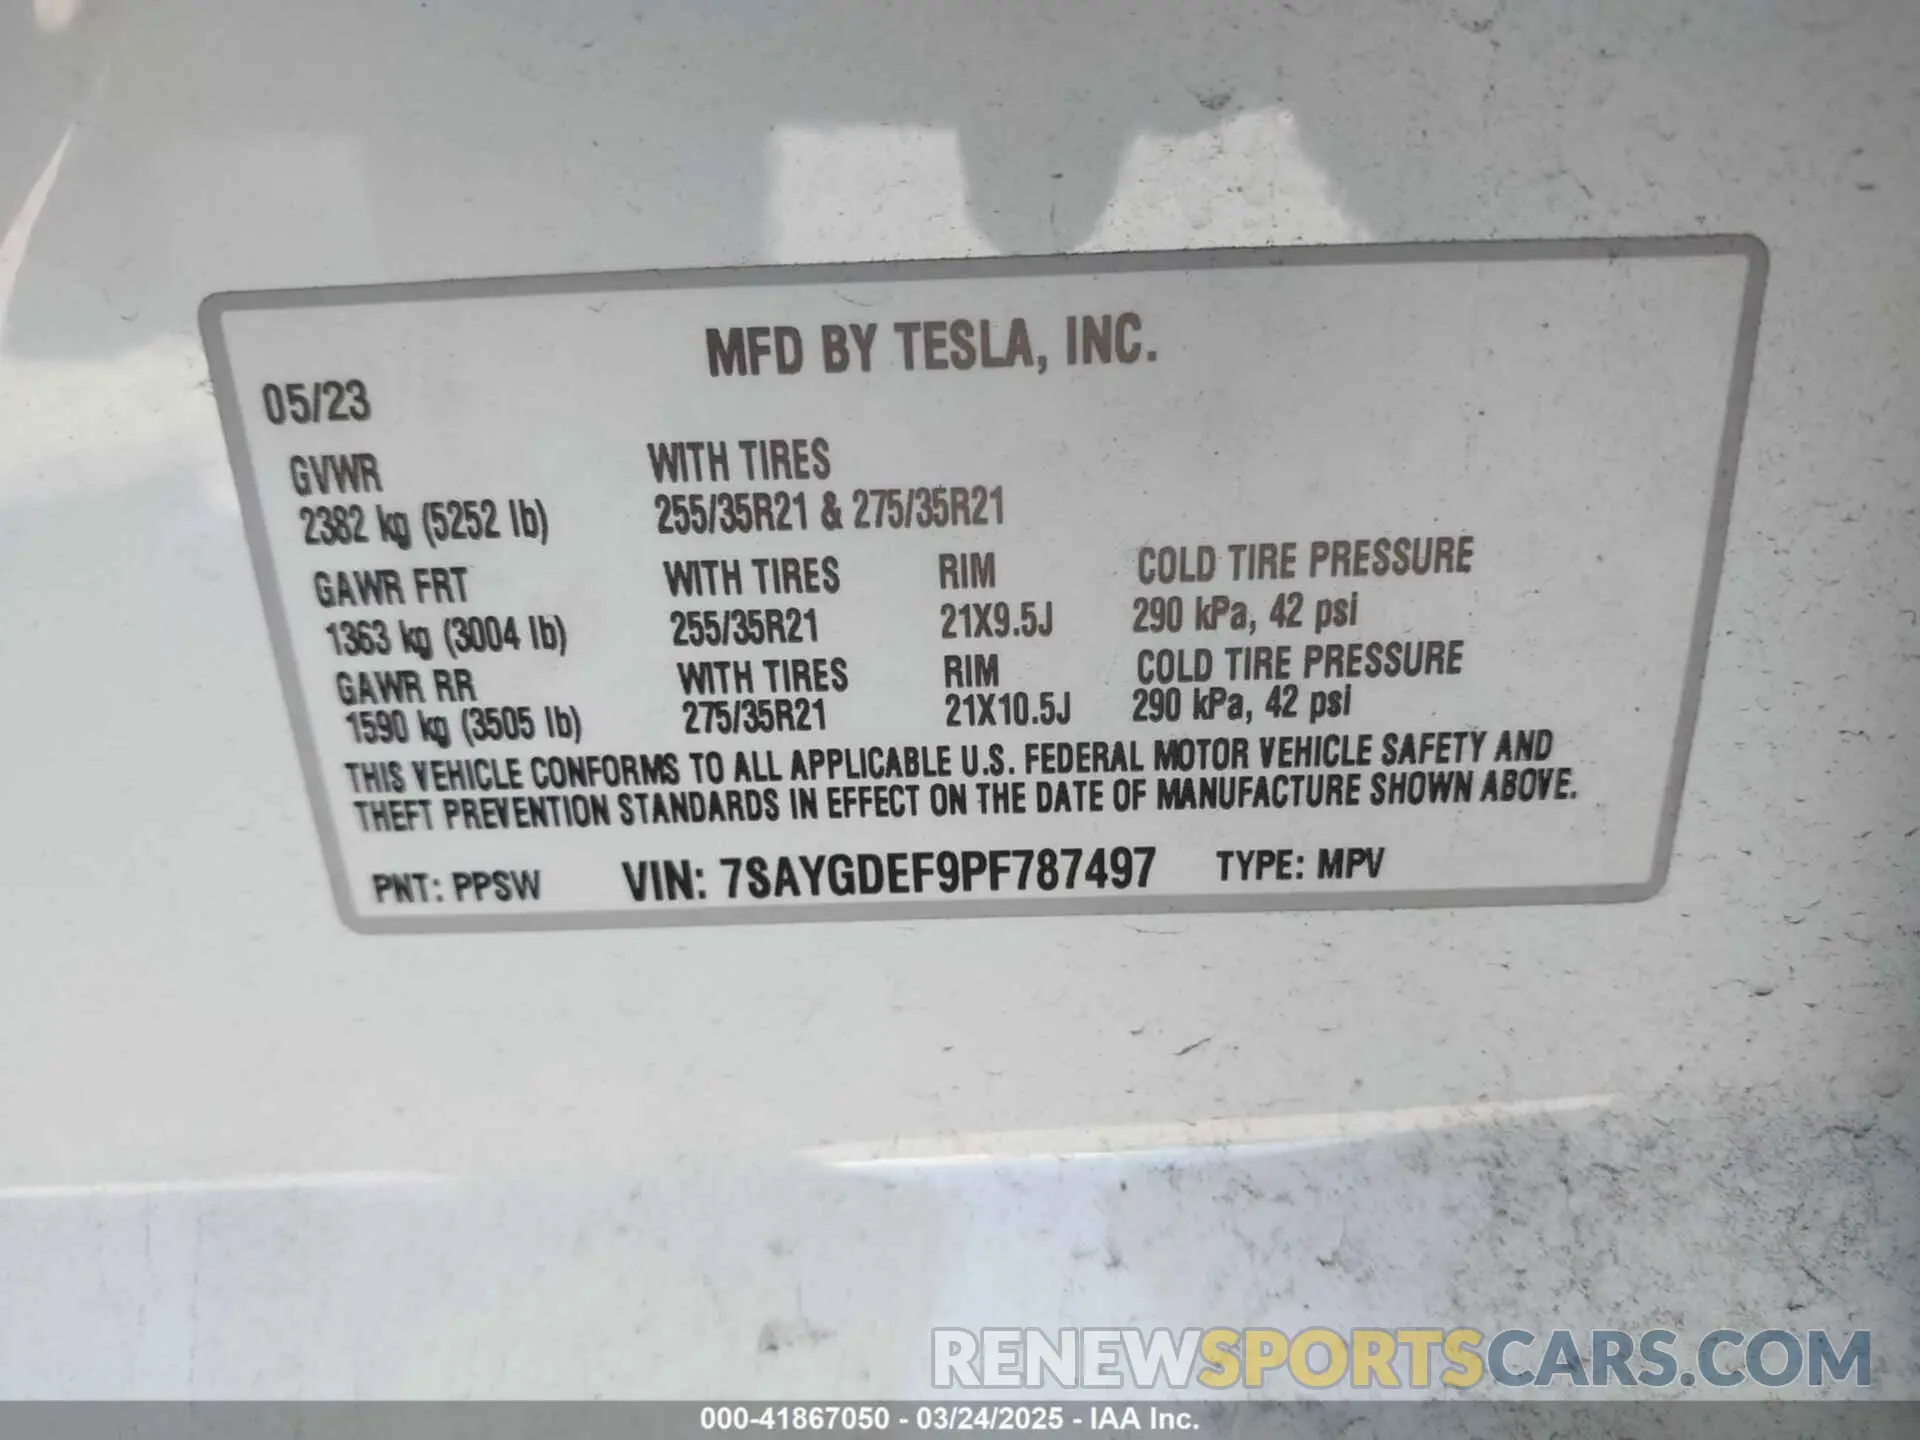 MFD BY TESLA, INC.
05/23
GVWR WITH TIRES
2382 kg (5252 lb) 255/35R21 & 275/35R21
GAWR FRT WITH TIRES RIM COLD TIRE PRESSURE
1363 kg (3004 lb) 255/35R21 21X9.5J 290 kPa, 42 psi
GAWR RR WITH TIRES RIM COLD TIRE PRESSURE
1590 kg (3505 lb) 275/35R21 21X10.5J 290 kPa, 42 psi
THIS VEHICLE CONFORMS TO ALL APPLICABLE U.S. FEDERAL MOTOR VEHICLE SAFETY AND
THEFT PREVENTION STANDARDS IN EFFECT ON THE DATE OF MANUFACTURE SHOWN ABOVE.
PNT: PPSW VIN: 7SAYGDEF9PF787497 TYPE: MPV
RENEWSPORTSCARS.COM
000-41867050 - 03/24/2025 - IAA Inc.